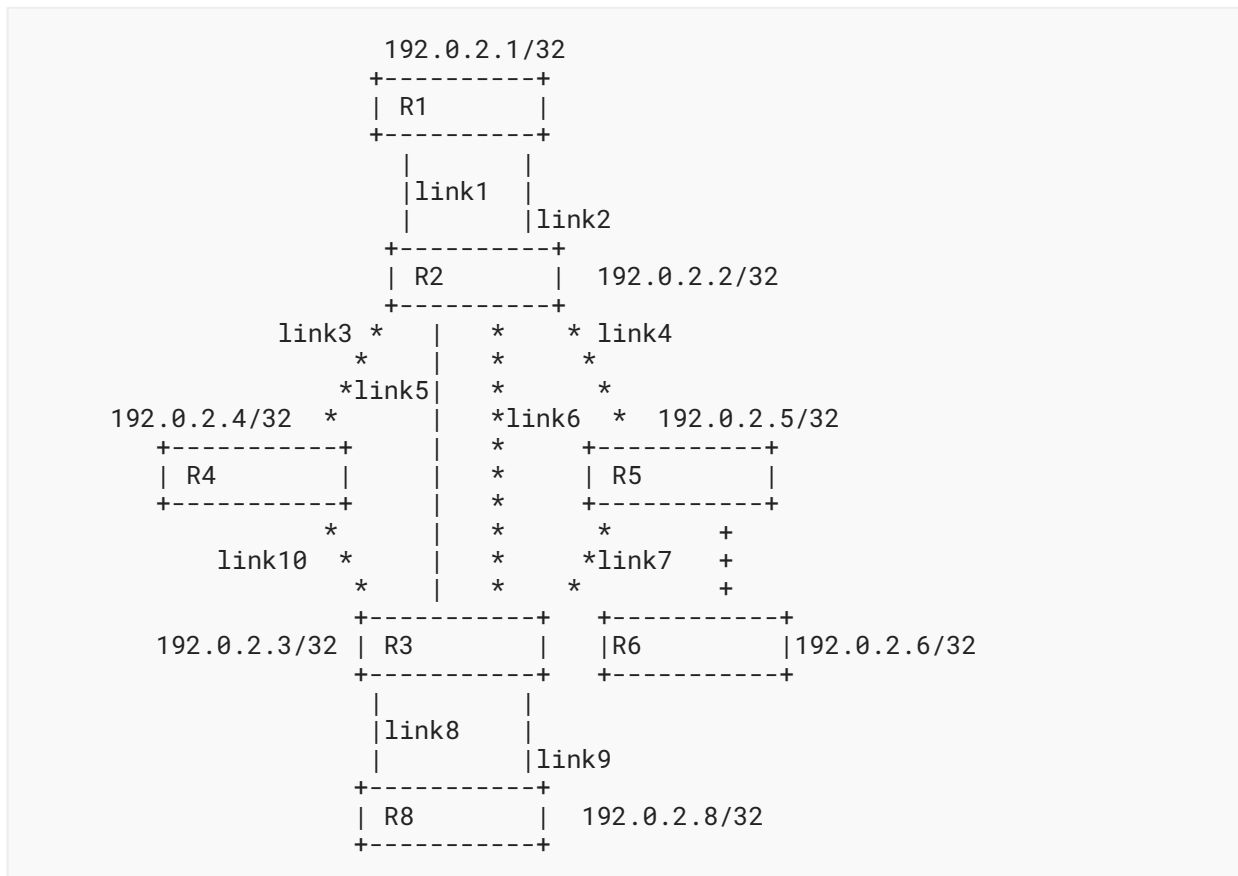 192.0.2.1/32
+----------+
| R1       |
+----------+
|       |
|link1  |
|       |link2
+----------+
| R2       |  192.0.2.2/32
+----------+
link3 *   |   *    * link4
*    |   *     *
*link5|   *      *
192.0.2.4/32  *      |   *link6  *  192.0.2.5/32
+-----------+     |   *     +-----------+
| R4        |     |   *     | R5        |
+-----------+     |   *     +-----------+
*      |   *      *       +
link10  *     |   *     *link7   +
*    |   *    *         +
+-----------+   +-----------+
192.0.2.3/32 | R3        |   |R6         |192.0.2.6/32
+-----------+   +-----------+
|         |
|link8    |
|         |link9
+-----------+
| R8        |  192.0.2.8/32
+-----------+